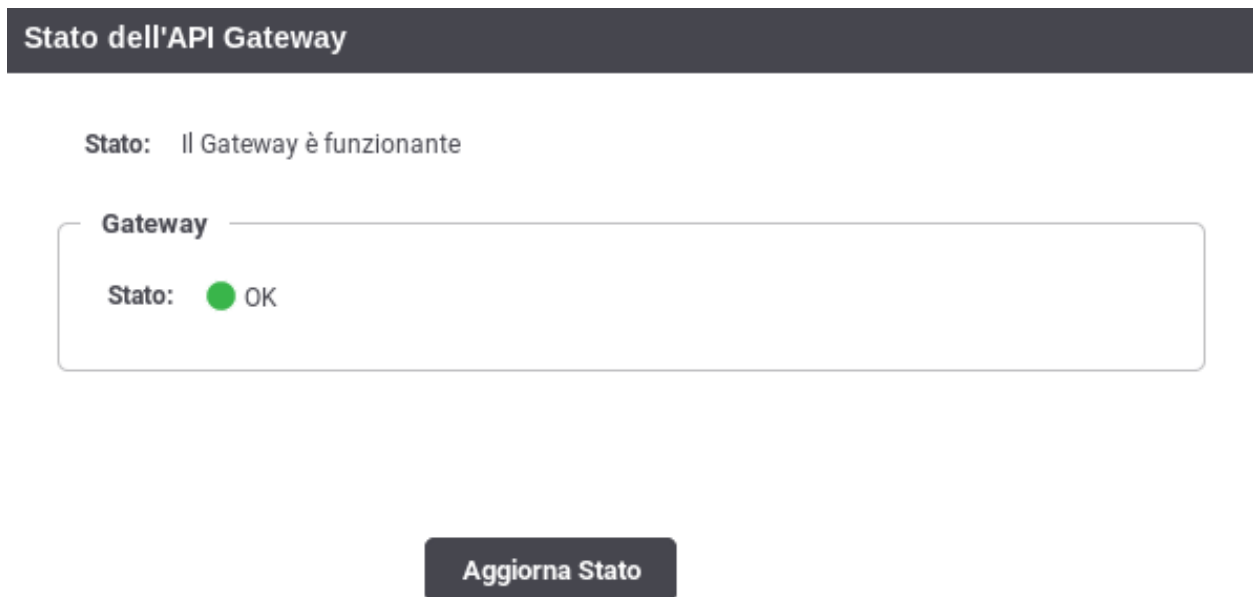 Stato dell'API Gateway
Stato: Il Gateway è funzionante
Gateway
Stato: OK
Aggiorna Stato